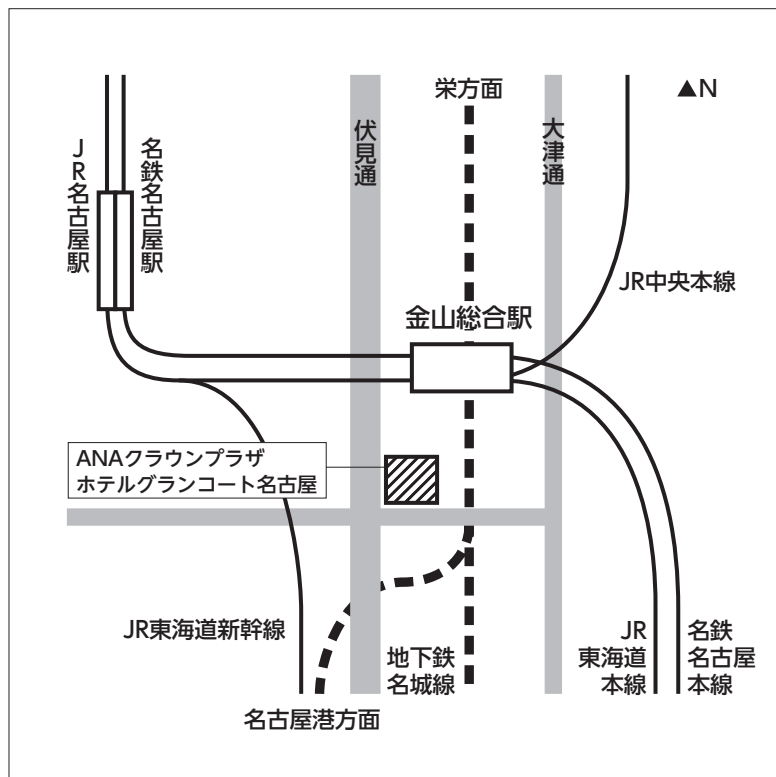 栄方面
▲N
伏見通
大津通
JR名古屋駅
名鉄名古屋駅
JR中央本線
金山総合駅
ANAクラウンプラザ
ホテルグランコート名古屋
JR東海道新幹線
地下鉄
名城線
JR
東海道
本線
名鉄
名古屋
本線
名古屋港方面